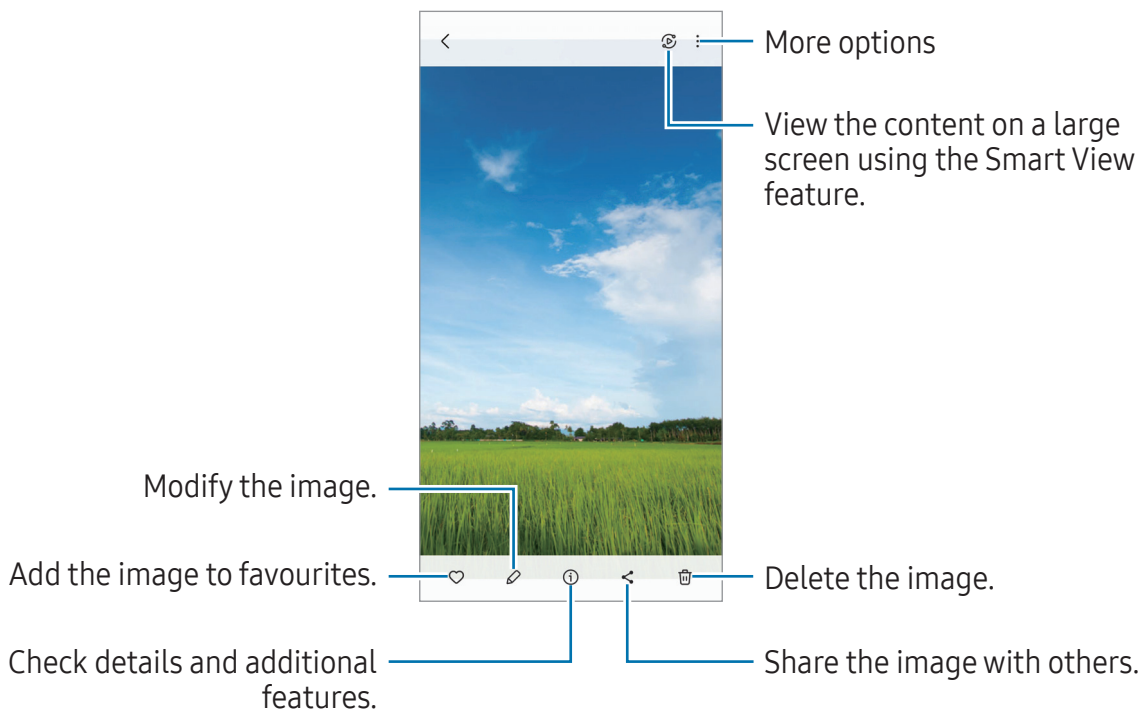 More options
View the content on a large
screen using the Smart View
feature.
Modify the image.
Add the image to favourites.
Delete the image.
Check details and additional
features.
Share the image with others.